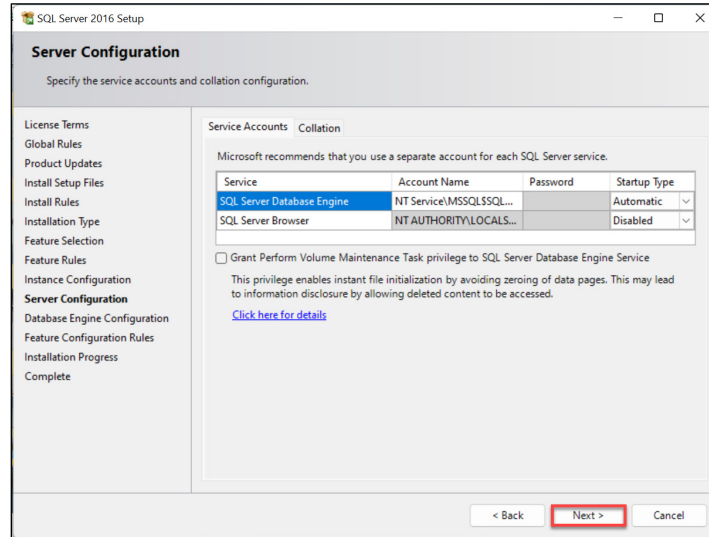 SQL Server 2016 Setup
Server Configuration
Specify the service accounts and collation configuration.
License Terms
Global Rules
Product Updates
Install Setup Files
Install Rules
Installation Type
Feature Selection
Feature Rules
Instance Configuration
Server Configuration
Database Engine Configuration
Feature Configuration Rules
Installation Progress
Complete
Service Accounts Collation
Microsoft recommends that you use a separate account for each SQL Server service.
Service Account Name Password Startup Type
SQL Server Database Engine NT Service\MSSQL$SQL... Automatic
SQL Server Browser NT AUTHORITY\LOCALS... Disabled
Grant Perform Volume Maintenance Task privilege to SQL Server Database Engine Service
This privilege enables instant file initialization by avoiding zeroing of data pages. This may lead
to information disclosure by allowing deleted content to be accessed.
Click here for details
< Back Next > Cancel